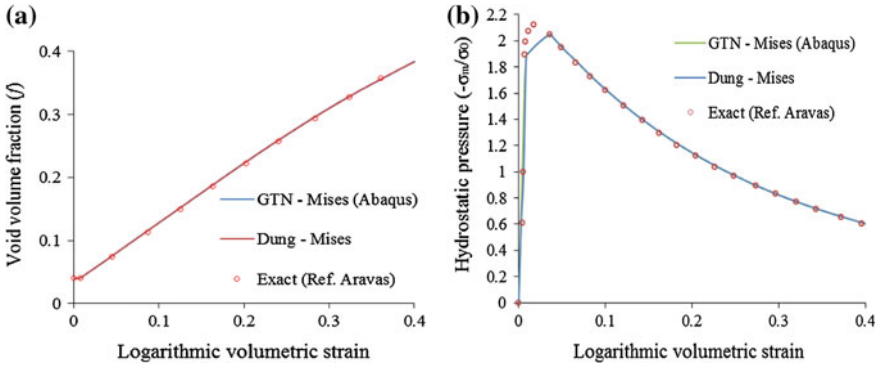 (a)
Void volume fraction (f)
0.4
0.3
0.2
0.1
0
0
0.1
0.2
0.3
0.4
Logarithmic volumetric strain
GTN - Mises (Abaqus)
Dung - Mises
Exact (Ref. Aravas)
(b)
Hydrostatic pressure (-σm/σ0)
2.2
2
1.8
1.6
1.4
1.2
1
0.8
0.6
0.4
0.2
0
0
0.1
0.2
0.3
0.4
Logarithmic volumetric strain
GTN - Mises (Abaqus)
Dung - Mises
Exact (Ref. Aravas)